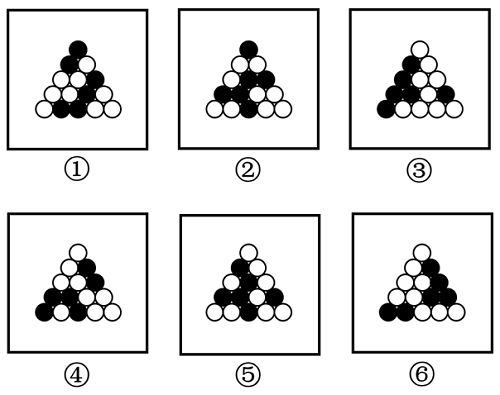 ① ② ③
④ ⑤ ⑥